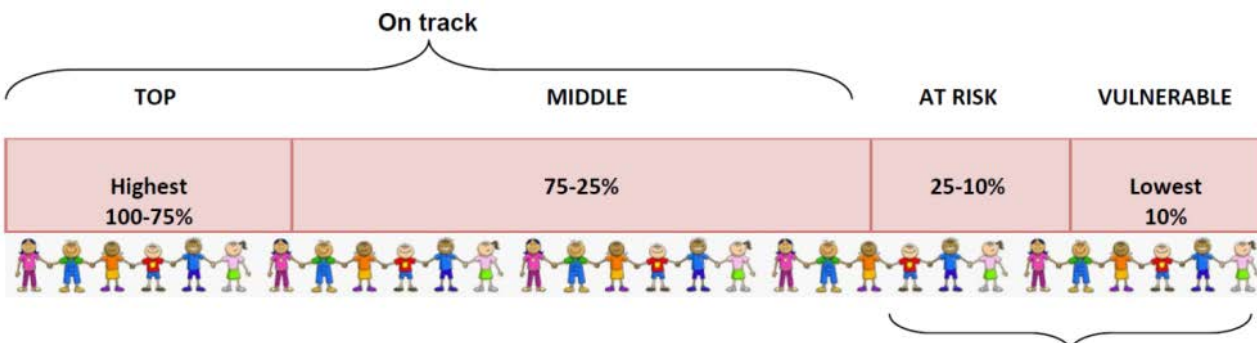 On track
TOP MIDDLE AT RISK VULNERABLE
Highest 75-25% 25-10% Lowest
100-75% 10%